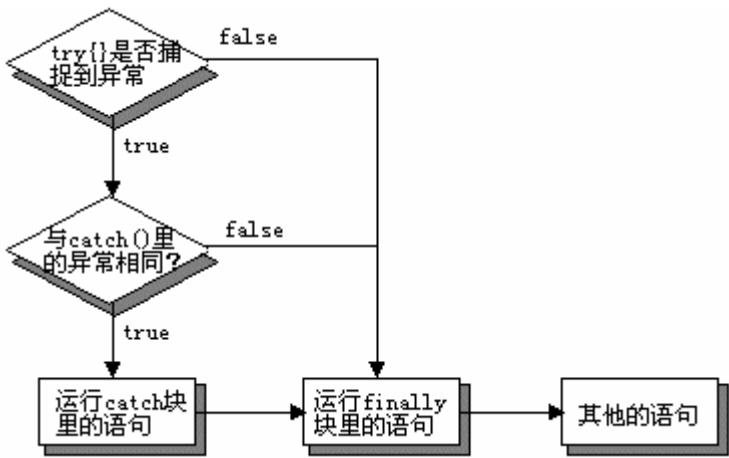 try{}是否捕
捉到异常
false
true
与catch()里
的异常相同?
false
true
运行catch块
里的语句
运行finally
块里的语句
其他的语句